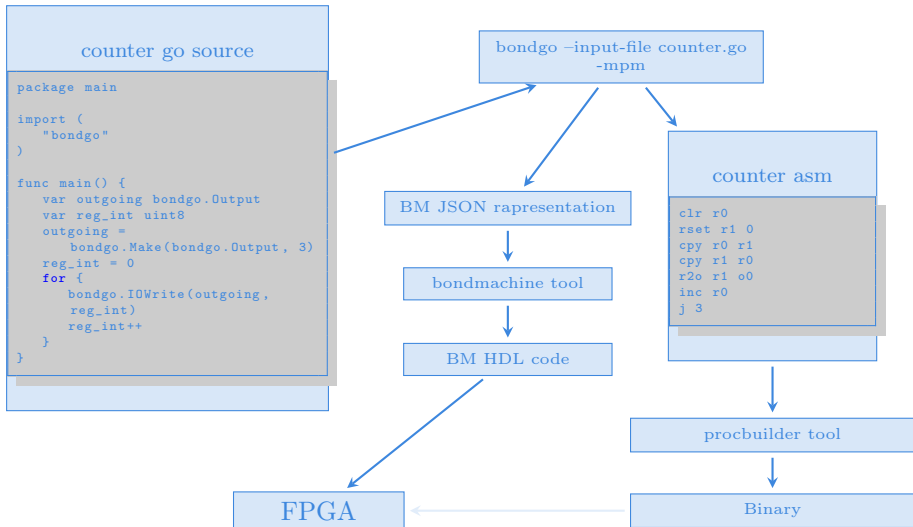 counter go source
package main
import (
"bondgo"
)
func main() {
var outgoing bondgo.Output
var reg_int uint8
outgoing =
bondgo.Make(bondgo.Output, 3)
reg_int = 0
for {
bondgo.IOWrite(outgoing,
reg_int)
reg_int++
}
}
bondgo –input-file counter.go
-mpm
BM JSON rapresentation
bondmachine tool
BM HDL code
counter asm
clr r0
rset r1 0
cpy r0 r1
cpy r1 r0
r2o r1 o0
inc r0
j 3
procbuilder tool
Binary
FPGA